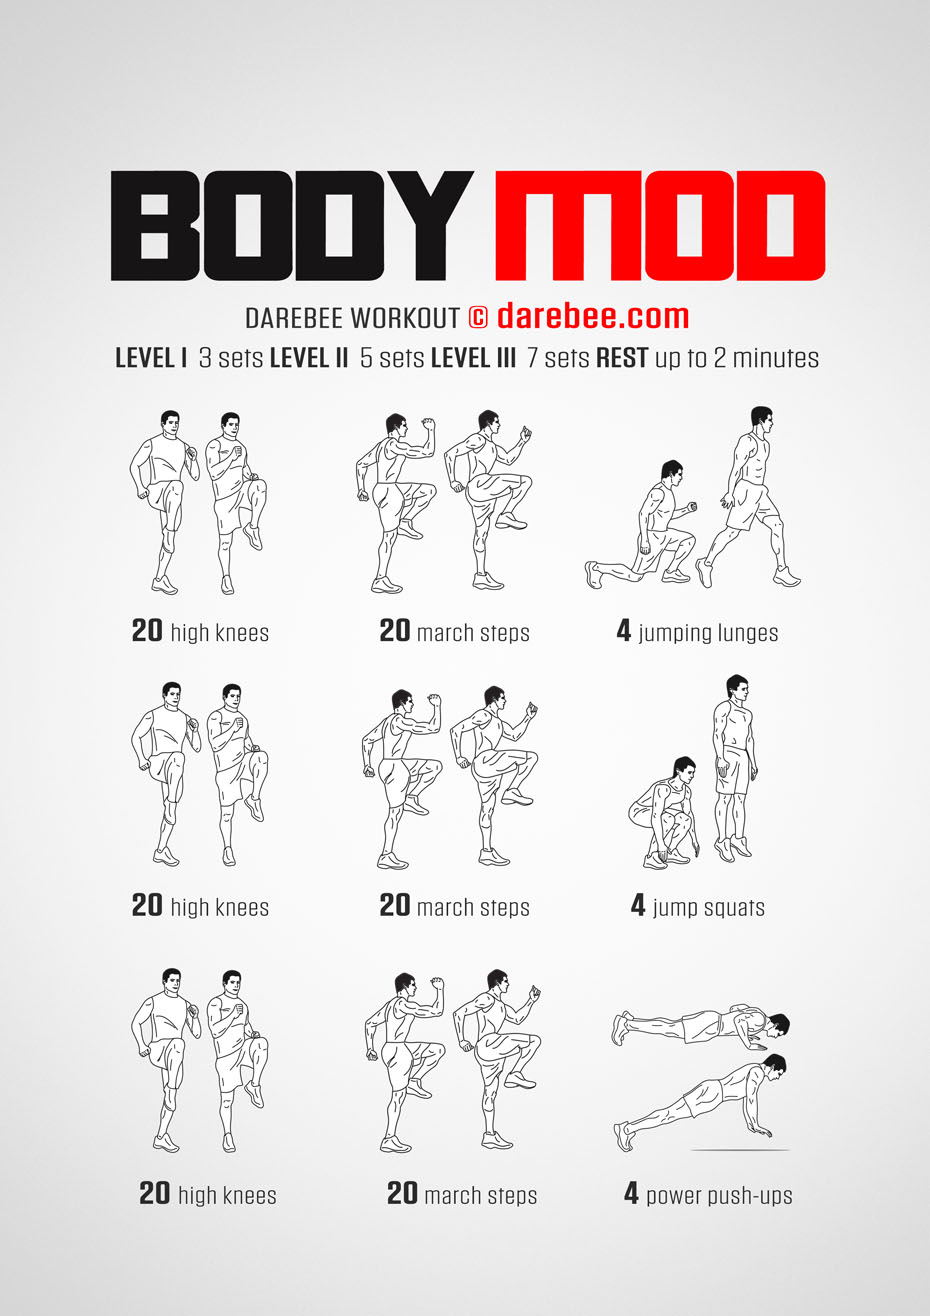 BODY MOD
DAREBEE WORKOUT © darebee.com
LEVEL I 3 sets LEVEL II 5 sets LEVEL III 7 sets REST up to 2 minutes
20 high knees
20 march steps
4 jumping lunges
20 high knees
20 march steps
4 jump squats
20 high knees
20 march steps
4 power push-ups